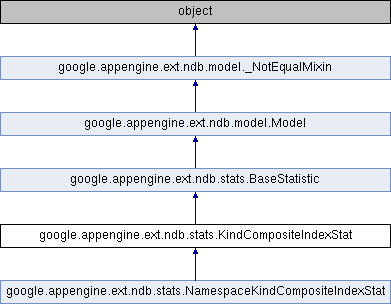 object
google.appengine.ext.ndb.model._NotEqualMixin
google.appengine.ext.ndb.model.Model
google.appengine.ext.ndb.stats.BaseStatistic
google.appengine.ext.ndb.stats.KindCompositeIndexStat
google.appengine.ext.ndb.stats.NamespaceKindCompositeIndexStat